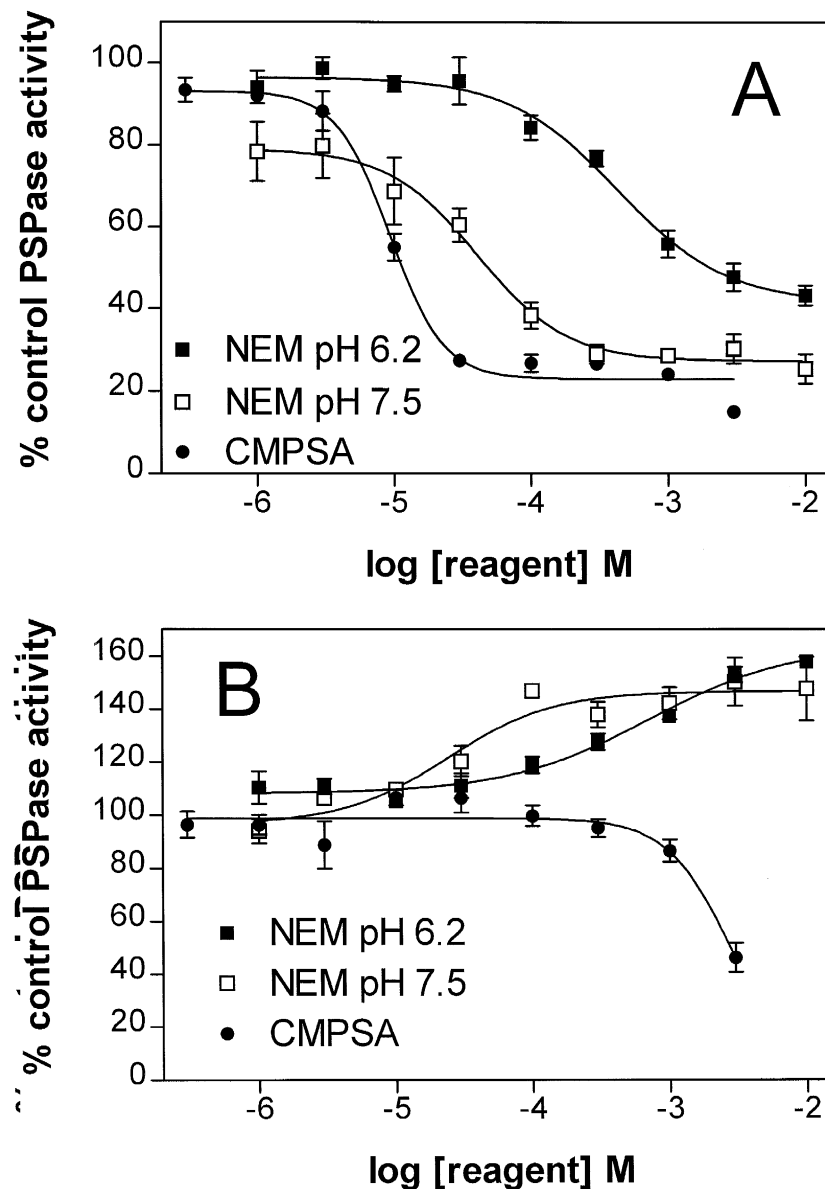 A
% control PSPase activity
100
80
60
40
20
0
■ NEM pH 6.2
□ NEM pH 7.5
● CMPSA
-6 -5 -4 -3 -2
log [reagent] M
B
% control PSPase activity
160
140
120
100
80
60
40
20
0
■ NEM pH 6.2
□ NEM pH 7.5
● CMPSA
-6 -5 -4 -3 -2
log [reagent] M